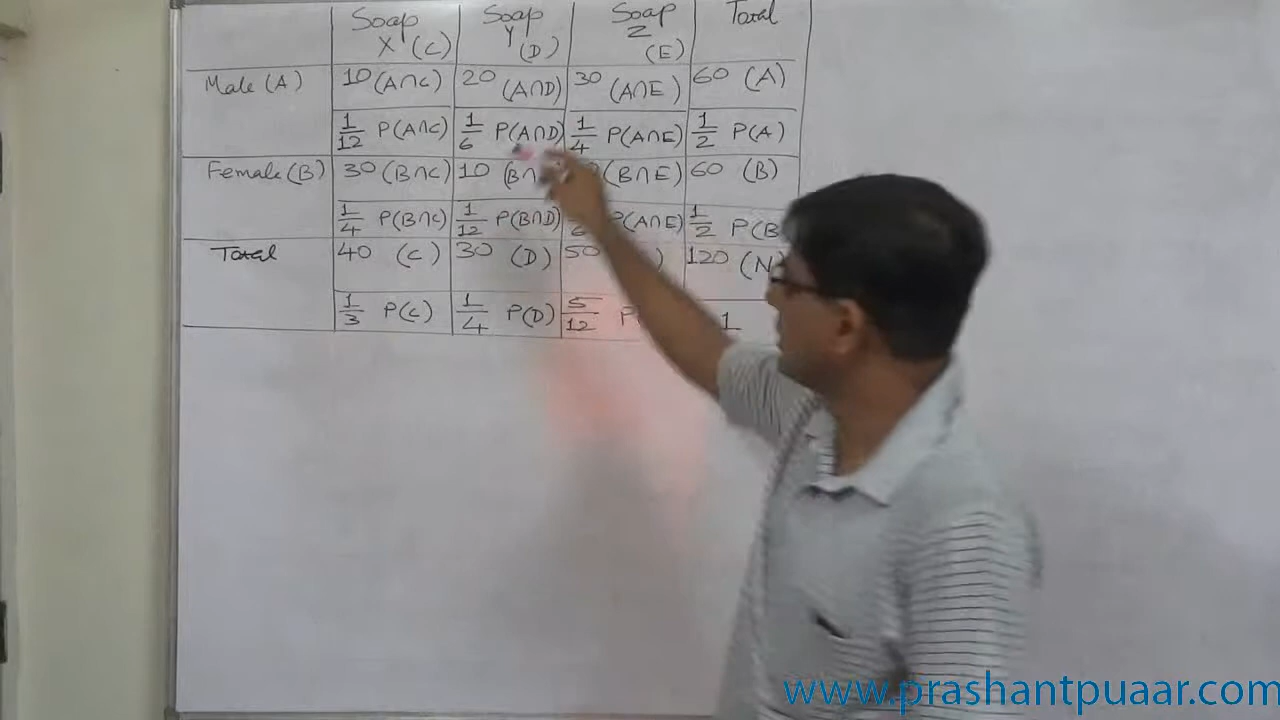 Soap X (C) Soap Y (D) Soap Z (E) Total
Male (A) 10 (A∩C) 20 (A∩D) 30 (A∩E) 60 (A)
1/12 P(A∩C) 1/6 P(A∩D) 1/4 P(A∩E) 1/2 P(A)
Female (B) 30 (B∩C) 10 (B∩ (B∩E) 60 (B)
1/4 P(B∩C) 1/12 P(B∩D) P(A∩E) 1/2 P(B
Total 40 (C) 30 (D) 50 ) 120 (N
1/3 P(C) 1/4 P(D) 5/12 P( 1
www.prashantpuaar.com